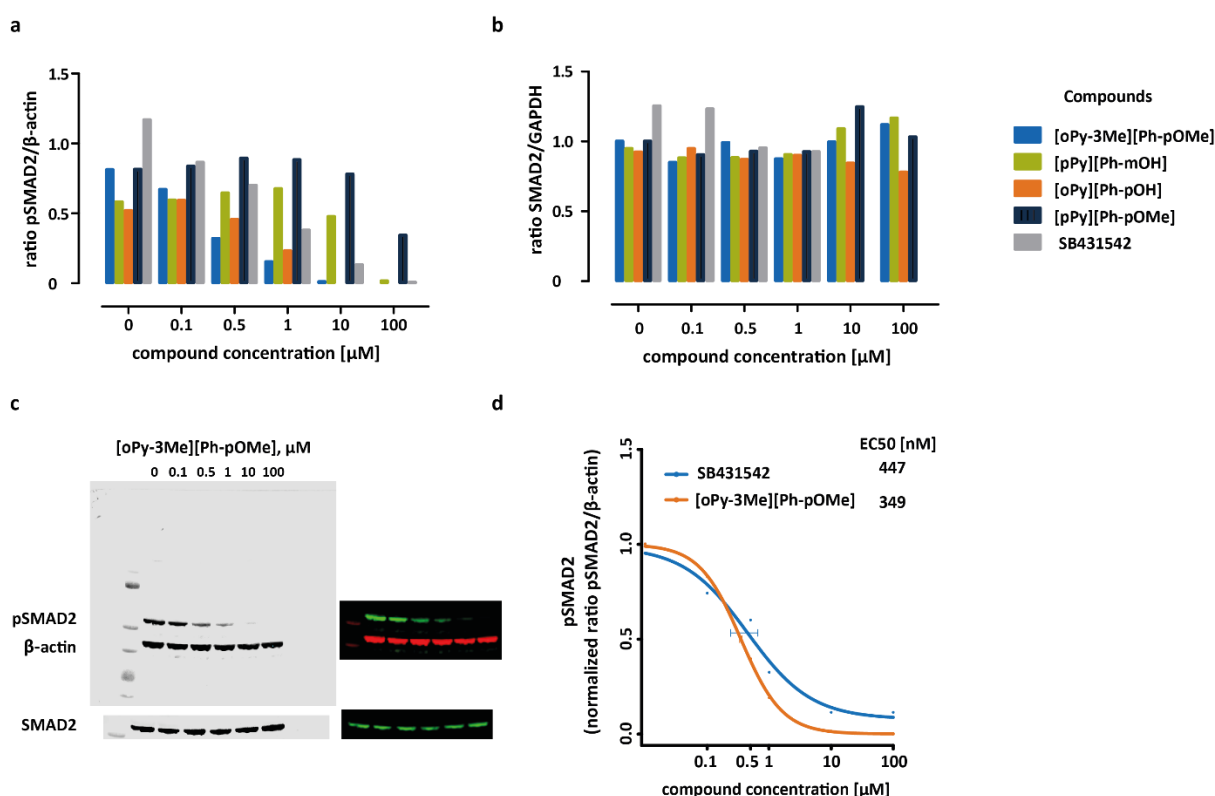 a
ratio pSMAD2/β-actin
1.5
1.0
0.5
0
0 0.1 0.5 1 10 100
compound concentration [µM]
b
ratio SMAD2/GAPDH
1.5
1.0
0.5
0
0 0.1 0.5 1 10 100
compound concentration [µM]
Compounds
[oPy-3Me][Ph-pOMe]
[pPy][Ph-mOH]
[oPy][Ph-pOH]
[pPy][Ph-pOMe]
SB431542
c
[oPy-3Me][Ph-pOMe], µM
0 0.1 0.5 1 10 100
pSMAD2
β-actin
SMAD2
d
EC50 [nM]
SB431542 447
[oPy-3Me][Ph-pOMe] 349
pSMAD2
(normalized ratio pSMAD2/β-actin)
1.5
1.0
0.5
0.0
0.1 0.5 1 10 100
compound concentration [µM]